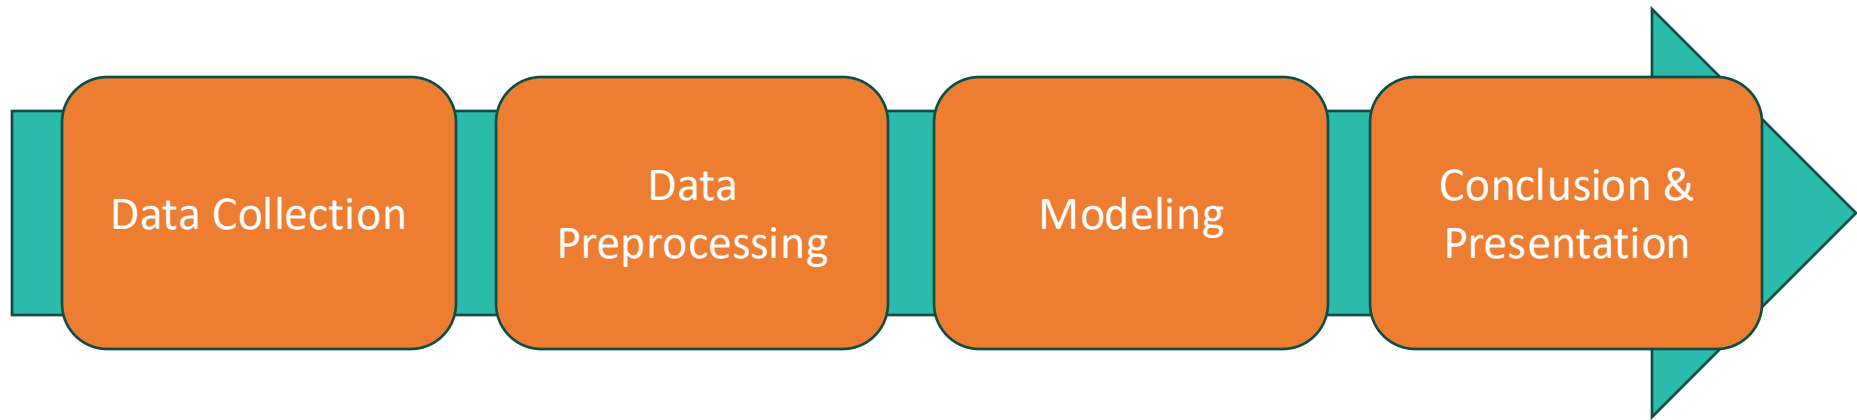 Data Collection
Data
Preprocessing
Modeling
Conclusion &
Presentation